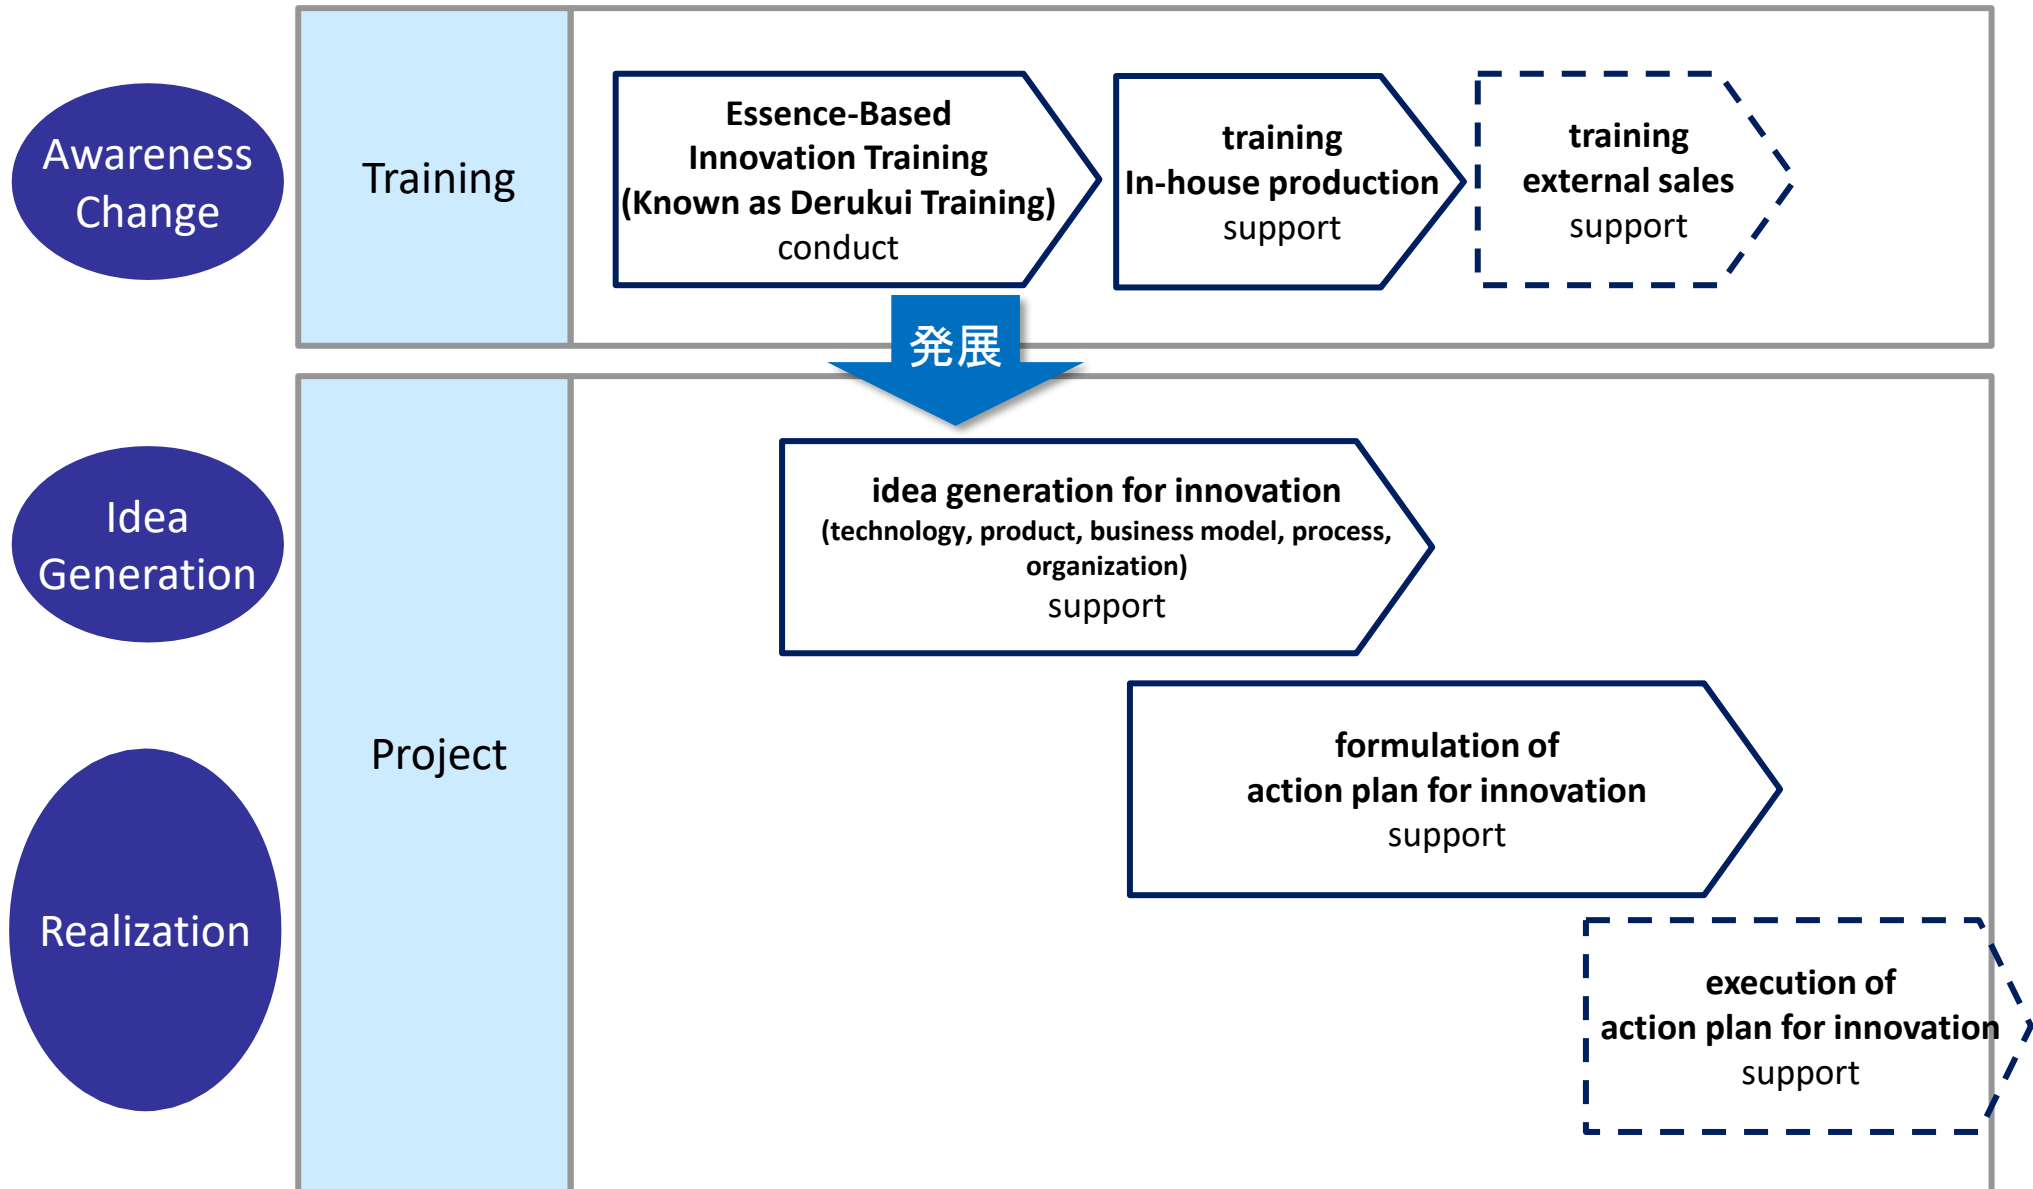 Awareness
Change
Training
Essence-Based
Innovation Training
(Known as Derukui Training)
conduct
training
In-house production
support
training
external sales
support
発展
Idea
Generation
Project
idea generation for innovation
(technology, product, business model, process,
organization)
support
formulation of
action plan for innovation
support
Realization
execution of
action plan for innovation
support